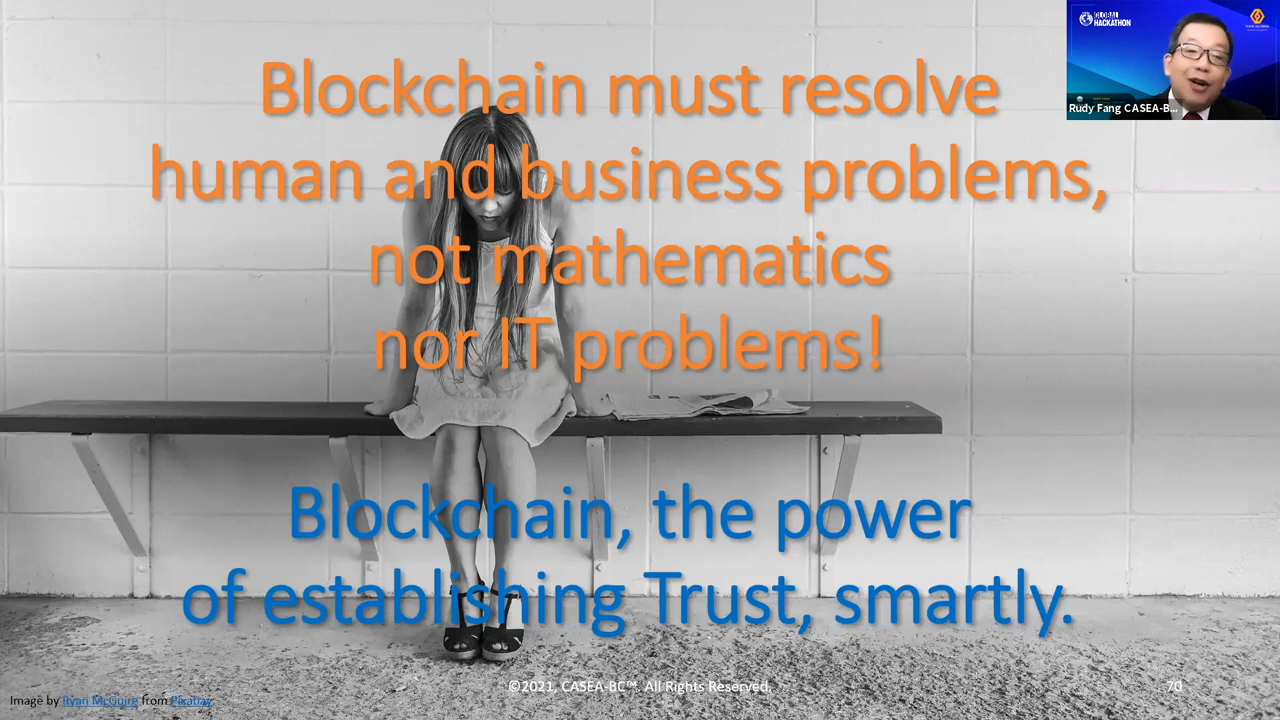 Blockchain must resolve
human and business problems,
not mathematics
nor IT problems!
Blockchain, the power
of establishing Trust, smartly.
©2021, CASEA-BC™. All Rights Reserved.
70
Image by Ryan McGuire from Pixabay
GLOBAL
HACKATHON
Rudy Fang CASEA-B...